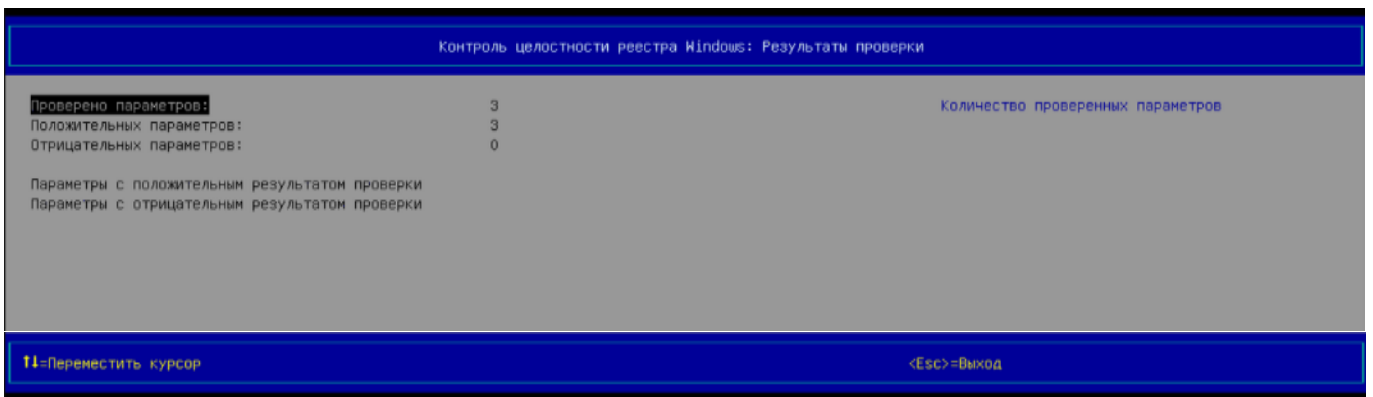 Контроль целостности реестра Windows: Результаты проверки
Проверено параметров: 3 Количество проверенных параметров
Положительных параметров: 3
Отрицательных параметров: 0
Параметры с положительным результатом проверки
Параметры с отрицательным результатом проверки
↑↓=Переместить курсор <Esc>=Выход